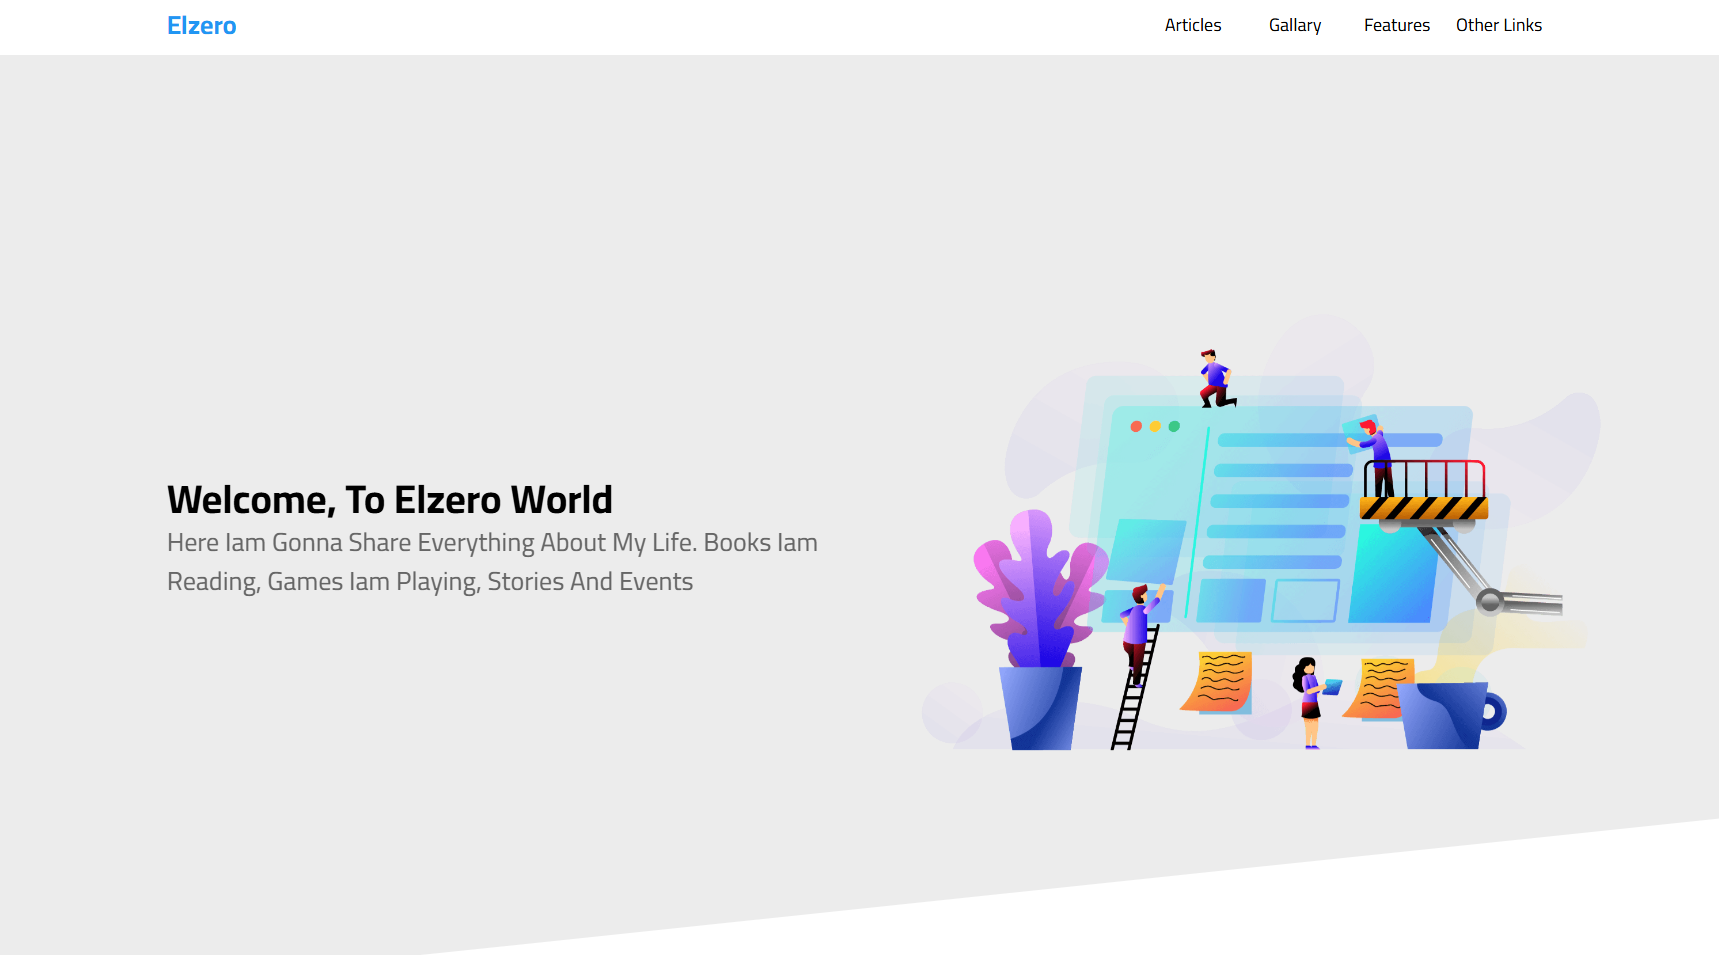 Elzero
Articles
Gallary
Features
Other Links
Welcome, To Elzero World
Here Iam Gonna Share Everything About My Life. Books Iam
Reading, Games Iam Playing, Stories And Events